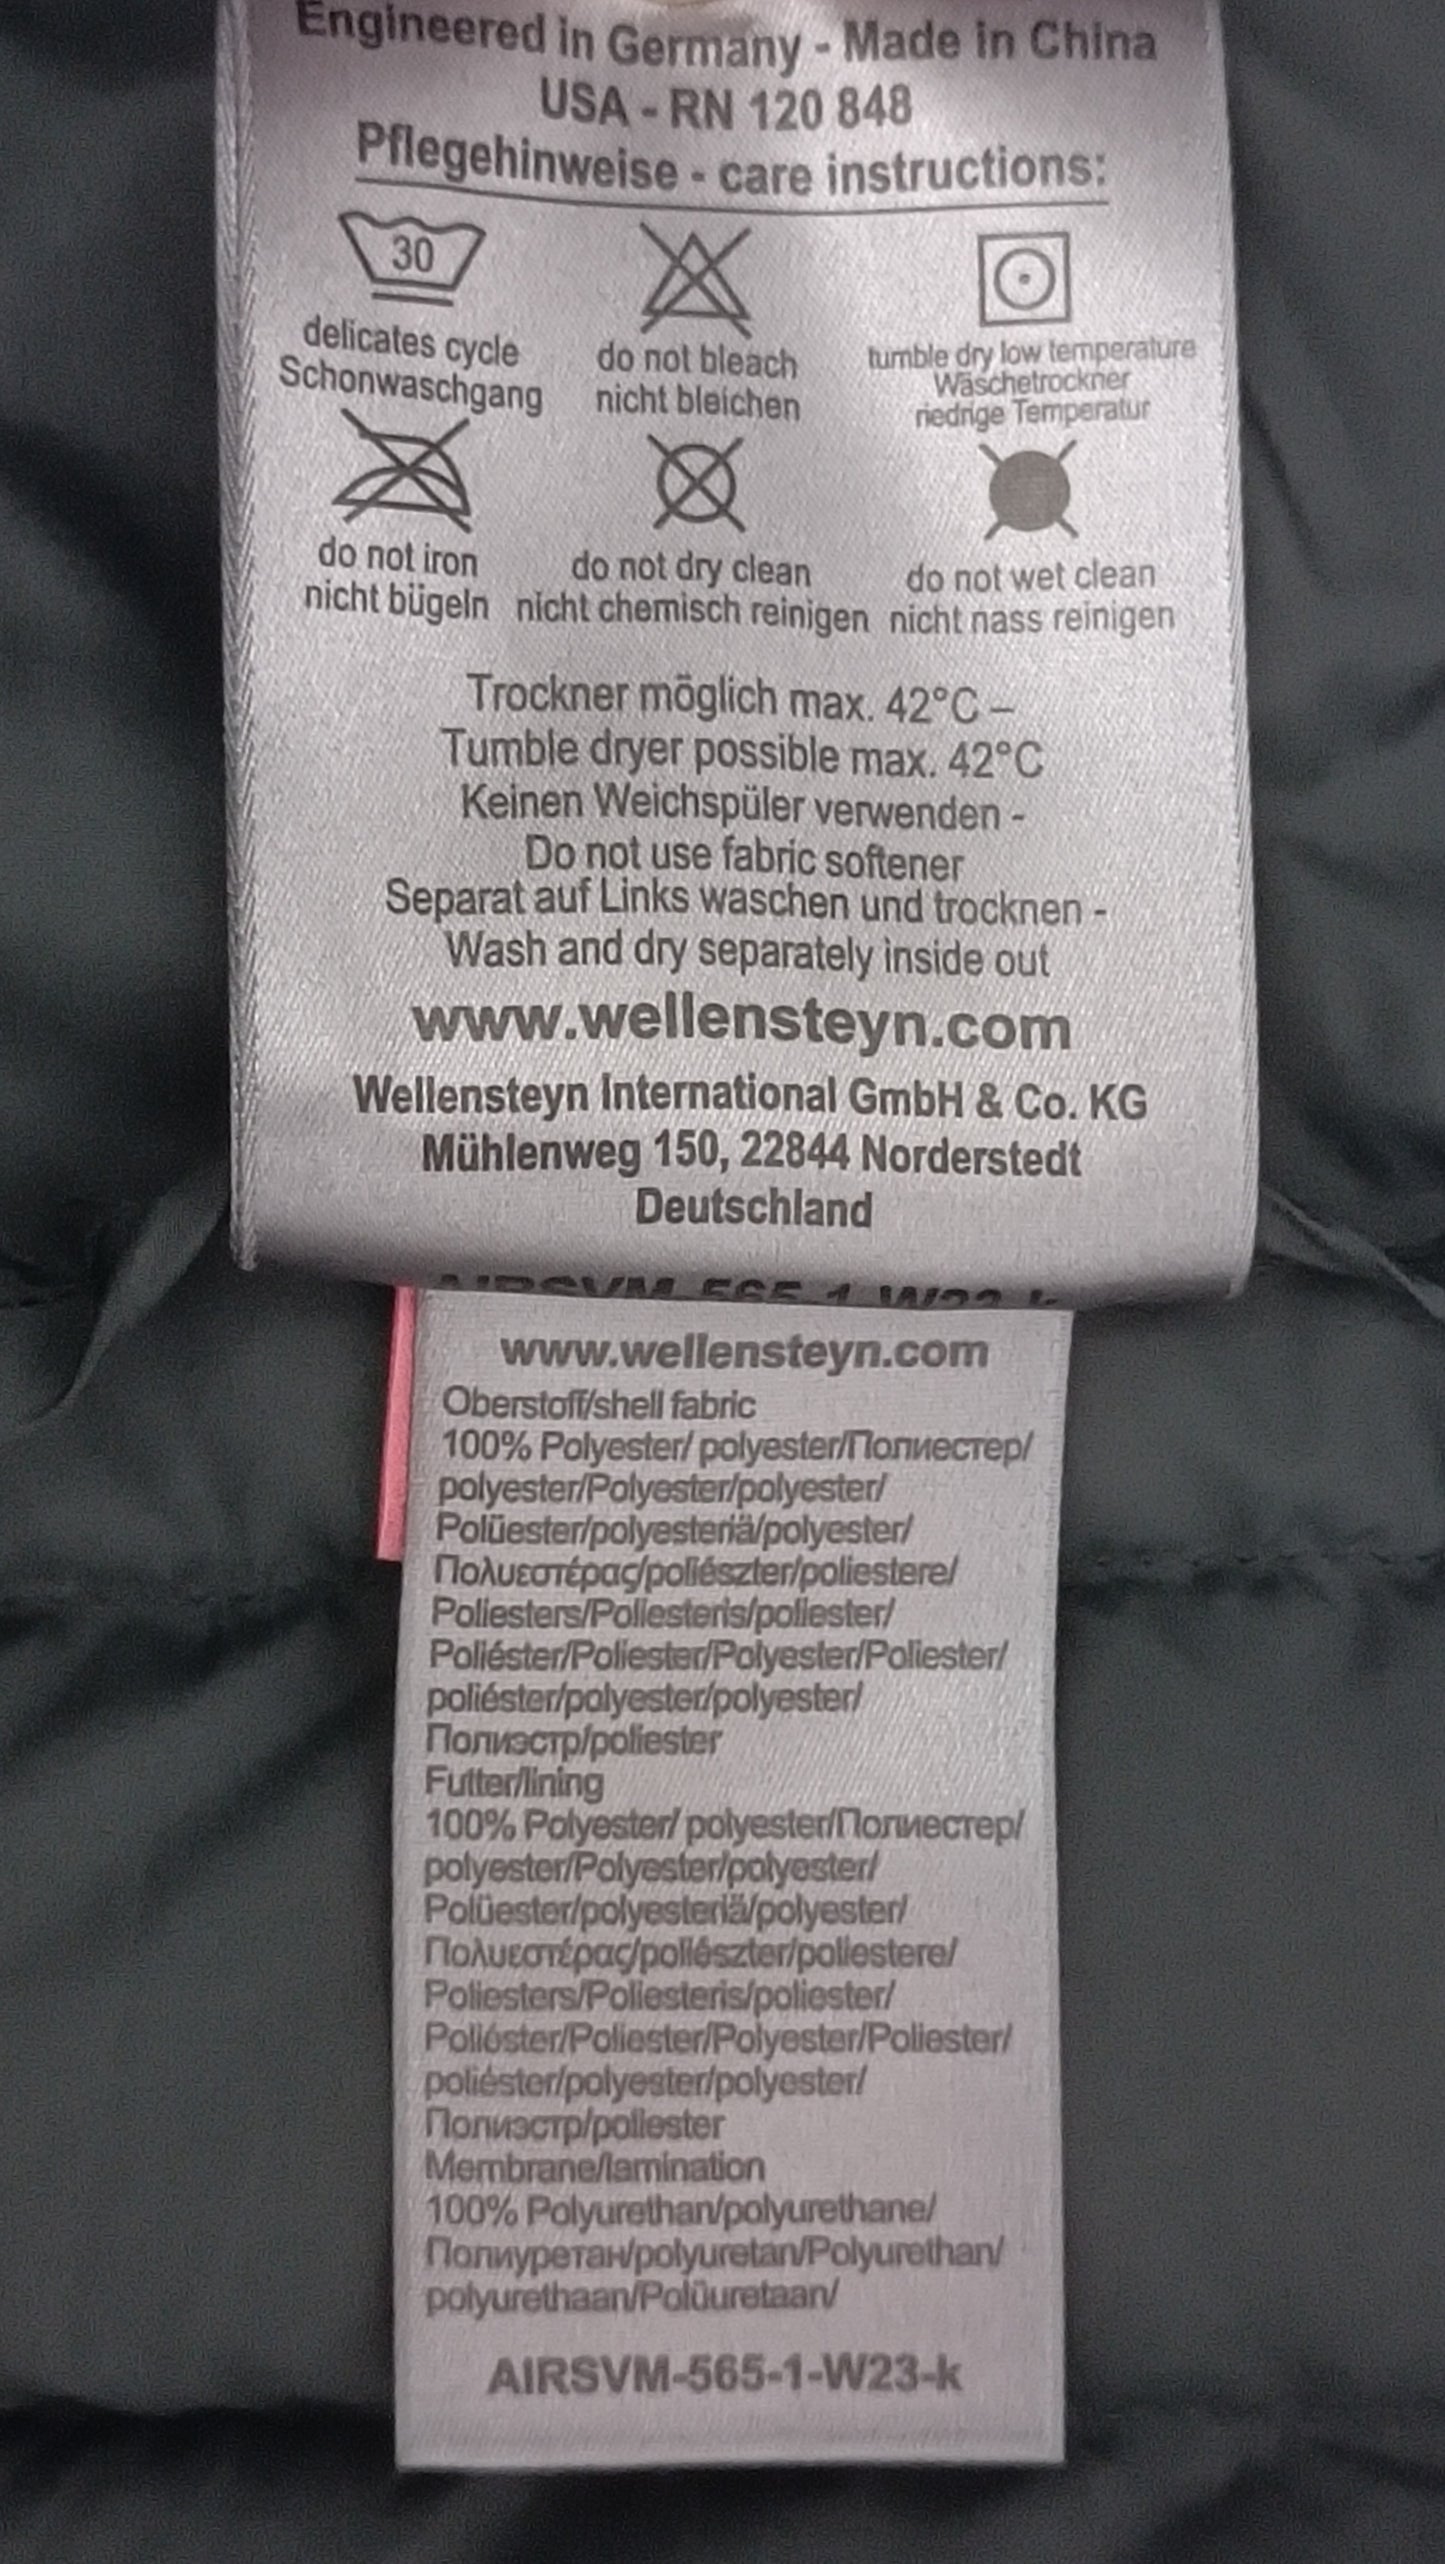 Engineered in Germany - Made in China
USA - RN 120 848
Pflegehinweise - care instructions:
30
delicates cycle
Schonwaschgang
do not bleach
nicht bleichen
tumble dry low temperature
Wäschetrockner
riedrige Temperatur
do not iron
nicht bügeln
do not dry clean
nicht chemisch reinigen
do not wet clean
nicht nass reinigen
Trockner möglich max. 42°C –
Tumble dryer possible max. 42°C
Keinen Weichspüler verwenden -
Do not use fabric softener
Separat auf Links waschen und trocknen -
Wash and dry separately inside out
www.wellensteyn.com
Wellensteyn International GmbH & Co. KG
Mühlenweg 150, 22844 Norderstedt
Deutschland
AIRSVM-565-1-W23-k
www.wellensteyn.com
Oberstoff/shell fabric
100% Polyester/ polyester/Полиестер/
polyester/Polyester/polyester/
Polüester/polyesteriä/polyester/
Πολυεστέρας/poliészter/poliestere/
Poliesters/Poliesteris/poliester/
Poliéster/Poliester/Polyester/Poliester/
poliéster/polyester/polyester/
Полиэстр/poliester
Futter/lining
100% Polyester/ polyester/Полиестер/
polyester/Polyester/polyester/
Polüester/polyesteriä/polyester/
Πολυεστέρας/poliészter/poliestere/
Poliesters/Poliesteris/poliester/
Poliéster/Poliester/Polyester/Poliester/
poliéster/polyester/polyester/
Полиэстр/poliester
Membrane/lamination
100% Polyurethan/polyurethane/
Полиуретан/polyuretan/Polyurethan/
polyurethaan/Polüuretaan/
AIRSVM-565-1-W23-k